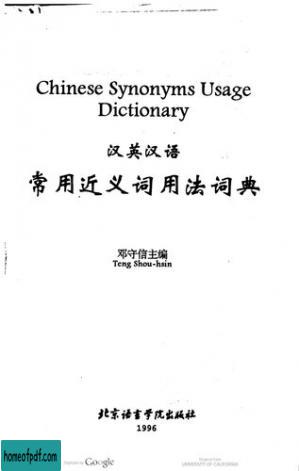 Chinese Synonyms Usage
Dictionary
汉英汉语
常用近义词用法词典
邓守信主编
Teng Shou-hsin
北京语言学院出版社
1996
Digitized by Google
Original from
UNIVERSITY OF CALIFORNIA
homeofpdf.com